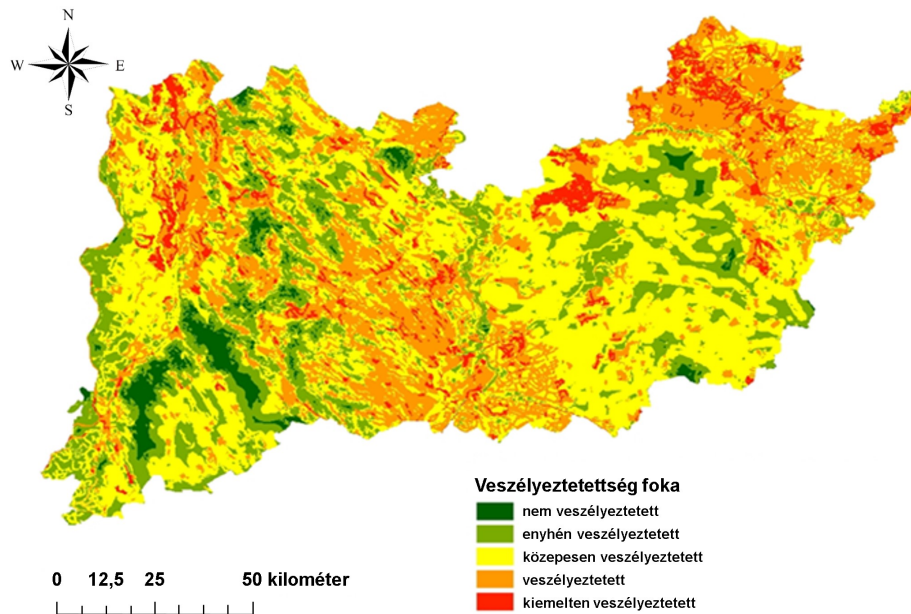 N
W E
S
Veszélyeztetettség foka
nem veszélyeztetett
enyhén veszélyeztetett
közepesen veszélyeztetett
veszélyeztetett
kiemelten veszélyeztetett
0 12,5 25 50 kilométer